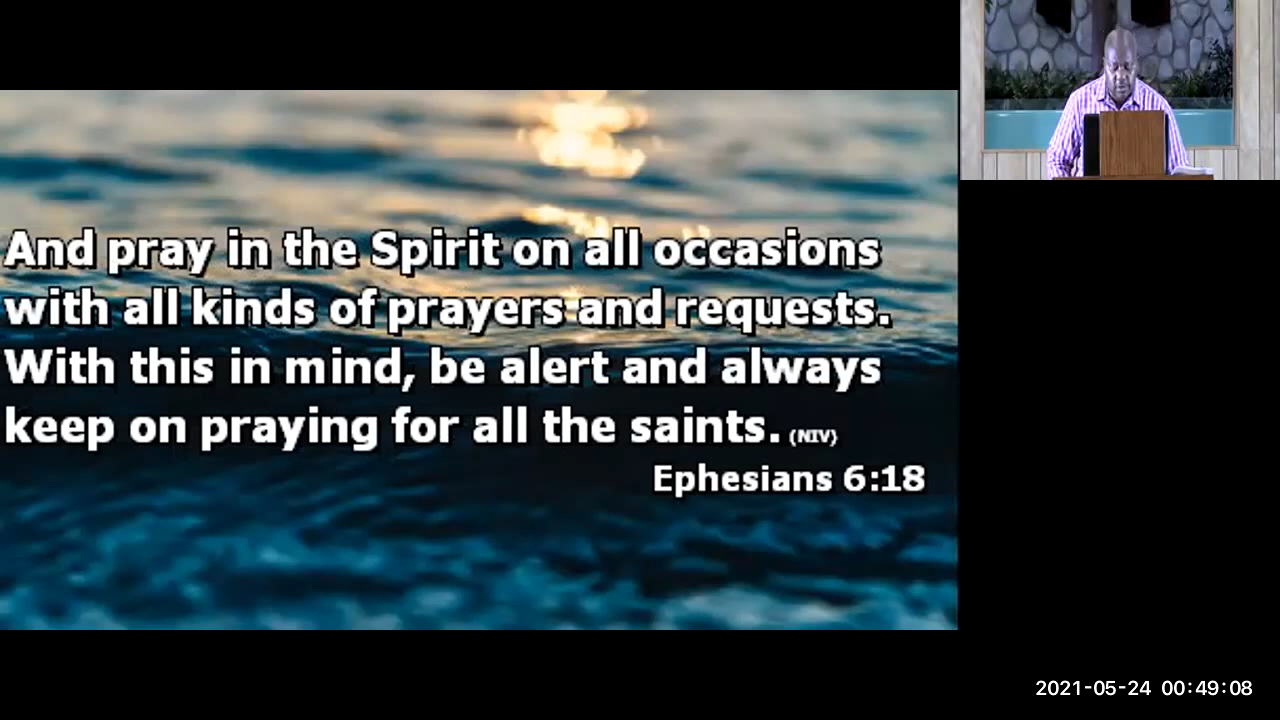 And pray in the Spirit on all occasions
with all kinds of prayers and requests.
With this in mind, be alert and always
keep on praying for all the saints. (NIV)
Ephesians 6:18
2021-05-24 00:49:08